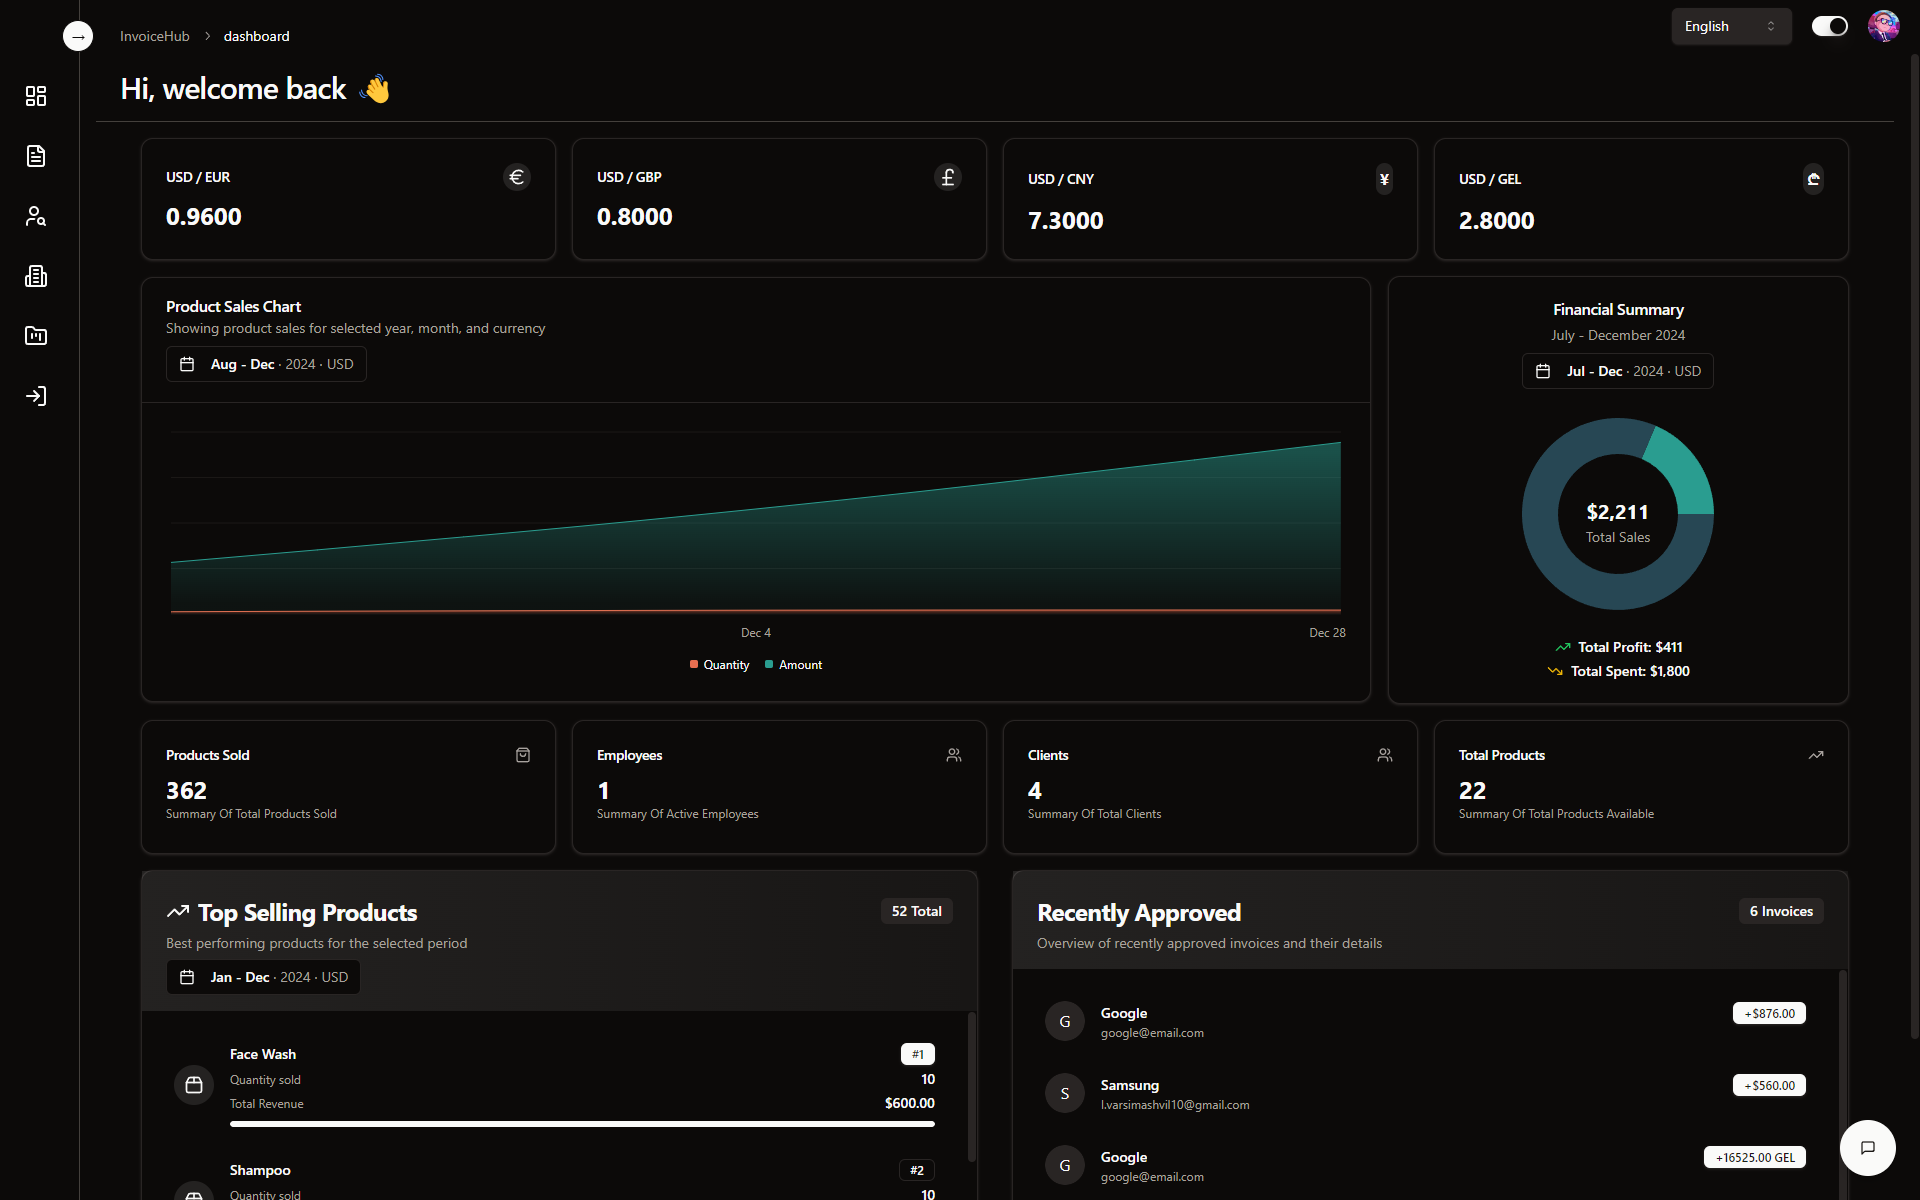 InvoiceHub > dashboard
English
Hi, welcome back 👋
USD / EUR
€
0.9600
USD / GBP
£
0.8000
USD / CNY
¥
7.3000
USD / GEL
₾
2.8000
Product Sales Chart
Showing product sales for selected year, month, and currency
Aug - Dec · 2024 · USD
Dec 4
Dec 28
Quantity
Amount
Financial Summary
July - December 2024
Jul - Dec · 2024 · USD
$2,211
Total Sales
Total Profit: $411
Total Spent: $1,800
Products Sold
362
Summary Of Total Products Sold
Employees
1
Summary Of Active Employees
Clients
4
Summary Of Total Clients
Total Products
22
Summary Of Total Products Available
Top Selling Products
52 Total
Best performing products for the selected period
Jan - Dec · 2024 · USD
Face Wash
#1
Quantity sold
10
Total Revenue
$600.00
Shampoo
#2
Quantity sold
10
Recently Approved
6 Invoices
Overview of recently approved invoices and their details
G
Google
google@email.com
+$876.00
S
Samsung
l.varsimashvil10@gmail.com
+$560.00
G
Google
google@email.com
+16525.00 GEL